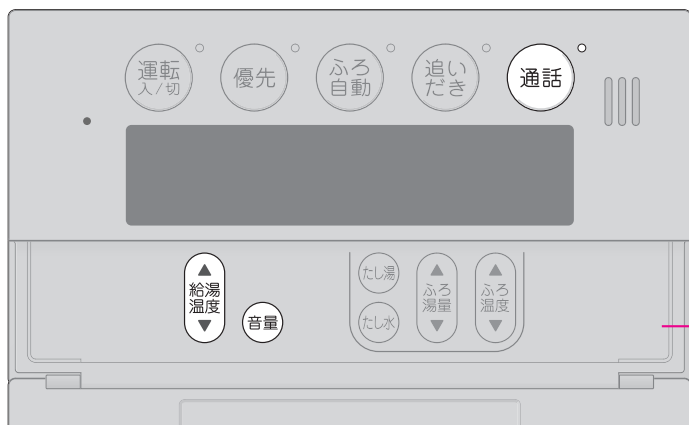 運転
入/切
優先
ふろ
自動
追い
だき
通話
▲
給湯
温度
▼
音量
たし湯
たし水
▲
ふろ
湯量
▼
▲
ふろ
温度
▼